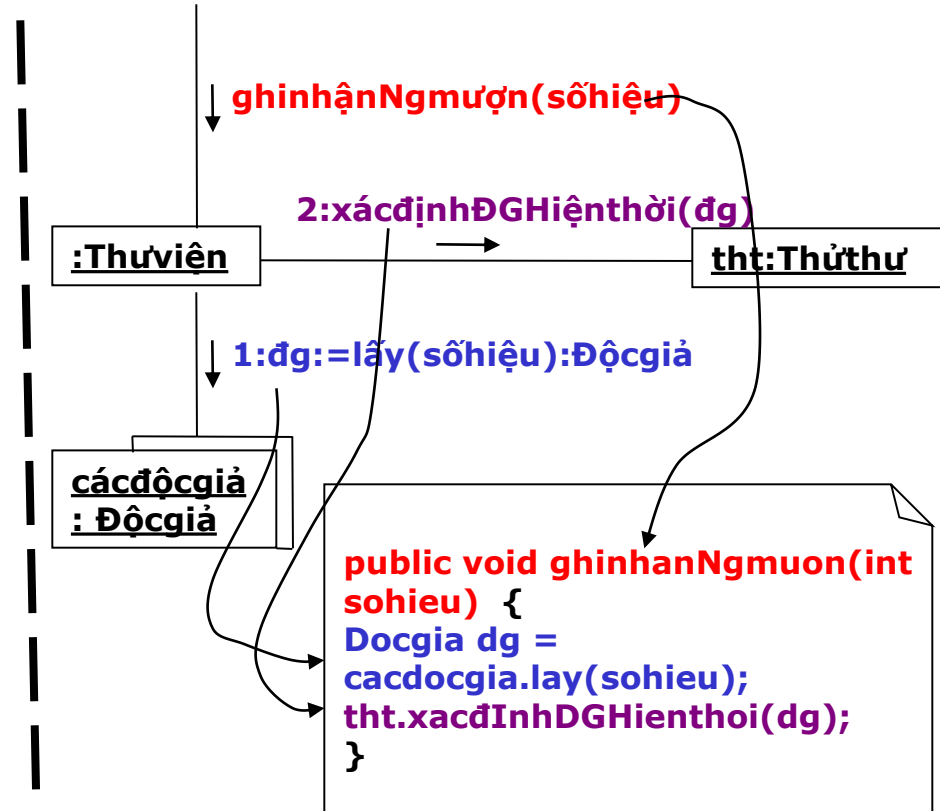 ghinhậnNgmượn(sốhiệu)
2:xácđịnhĐGHiệnthời(đg)
:Thưviện
tht:Thửthư
1:đg:=lấy(sốhiệu):Độcgiả
cácđộcgiả
: Độcgiả
public void ghinhanNgmuon(int
sohieu) {
Docgia dg =
cacdocgia.lay(sohieu);
tht.xacđInhDGHienthoi(dg);
}